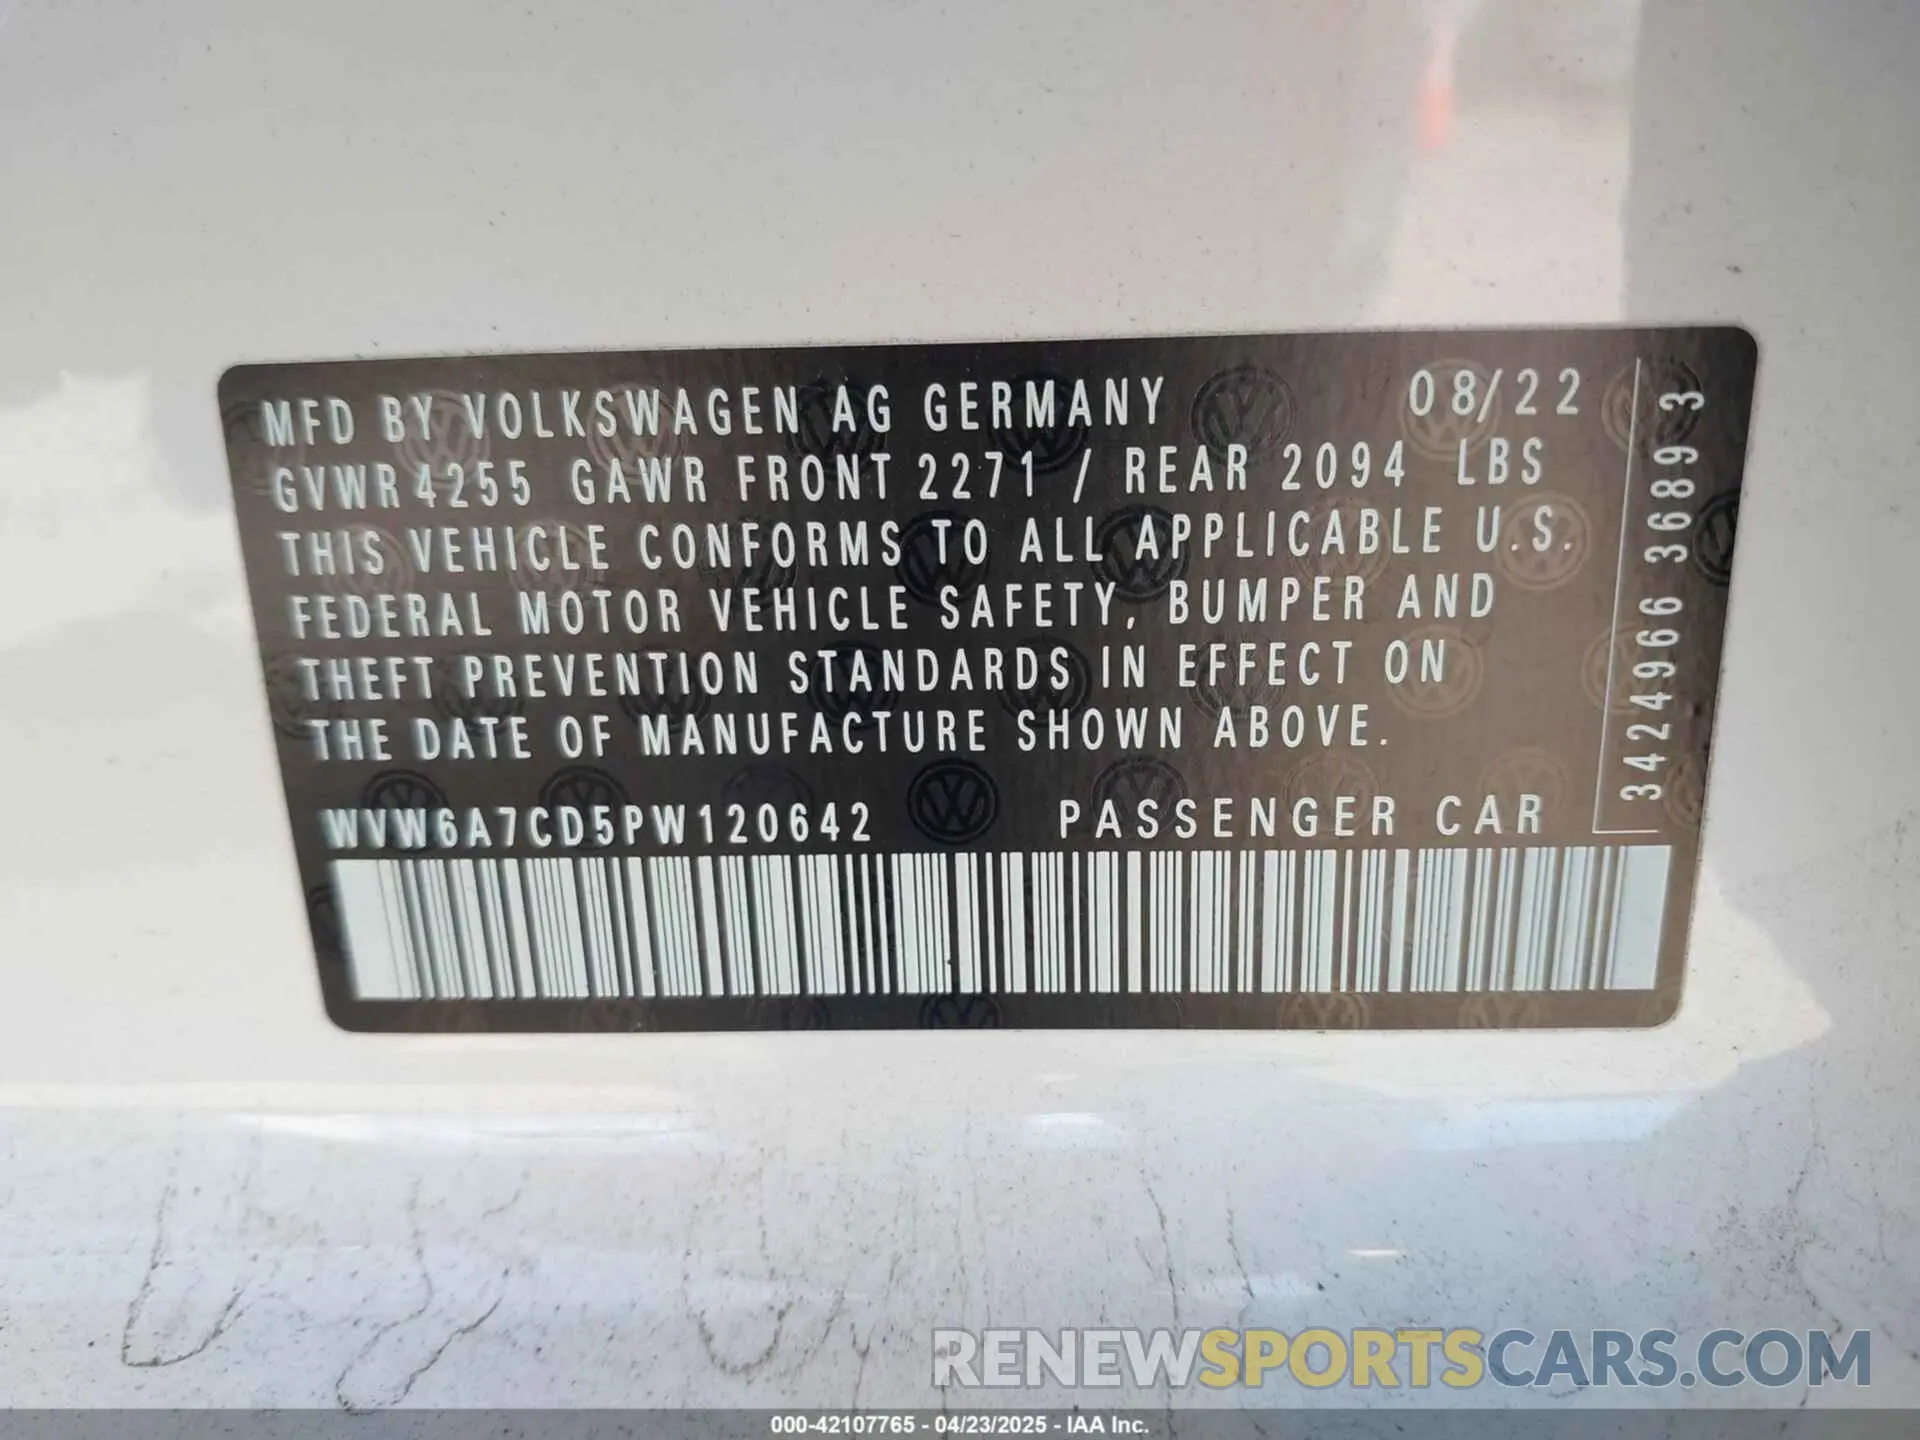 MFD BY VOLKSWAGEN AG GERMANY 08/22
GVWR 4255 GAWR FRONT 2271 / REAR 2094 LBS
THIS VEHICLE CONFORMS TO ALL APPLICABLE U.S.
FEDERAL MOTOR VEHICLE SAFETY, BUMPER AND
THEFT PREVENTION STANDARDS IN EFFECT ON
THE DATE OF MANUFACTURE SHOWN ABOVE.
WVW6A7CD5PW120642 PASSENGER CAR
3424966 3689 3
RENEWSPORTSCARS.COM
000-42107765 - 04/23/2025 - IAA Inc.